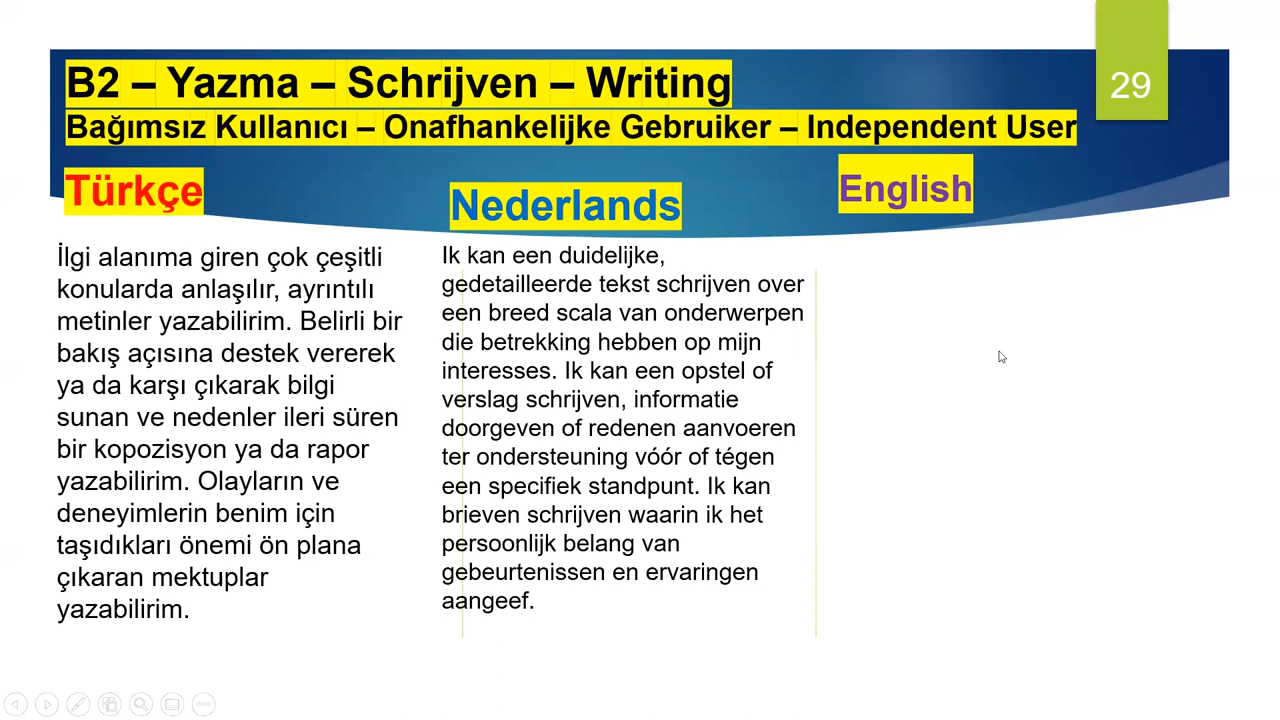 B2 – Yazma – Schrijven – Writing
29
Bağımsız Kullanıcı – Onafhankelijke Gebruiker – Independent User
Türkçe
İlgi alanıma giren çok çeşitli
konularda anlaşılır, ayrıntılı
metinler yazabilirim. Belirli bir
bakış açısına destek vererek
ya da karşı çıkarak bilgi
sunan ve nedenler ileri süren
bir kopozisyon ya da rapor
yazabilirim. Olayların ve
deneyimlerin benim için
taşıdıkları önemi ön plana
çıkaran mektuplar
yazabilirim.
Nederlands
Ik kan een duidelijke,
gedetailleerde tekst schrijven over
een breed scala van onderwerpen
die betrekking hebben op mijn
interesses. Ik kan een opstel of
verslag schrijven, informatie
doorgeven of redenen aanvoeren
ter ondersteuning vóór of tégen
een specifiek standpunt. Ik kan
brieven schrijven waarin ik het
persoonlijk belang van
gebeurtenissen en ervaringen
aangeef.
English